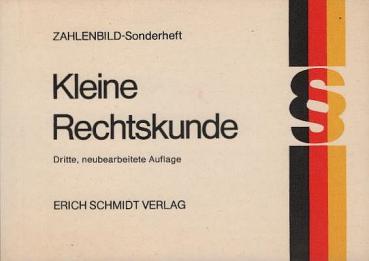 ZAHLENBILD-Sonderheft
Kleine
Rechtskunde
Dritte, neubearbeitete Auflage
ERICH SCHMIDT VERLAG
§